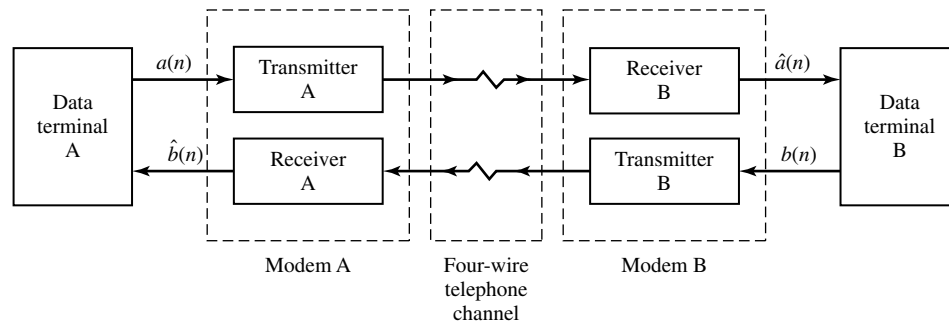 Data
terminal
A
a(n)
b̂(n)
Transmitter
A
Receiver
A
Modem A
Four-wire
telephone
channel
Receiver
B
Transmitter
B
Modem B
â(n)
b(n)
Data
terminal
B